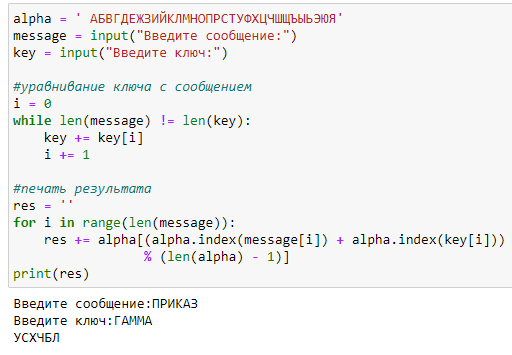 alpha = ' АБВГДЕЖЗИЙКЛМНОПРСТУФХЦЧШЩЪЫЬЭЮЯ'
message = input("Введите сообщение:")
key = input("Введите ключ:")
#уравнивание ключа с сообщением
i = 0
while len(message) != len(key):
    key += key[i]
    i += 1
#печать результата
res = ''
for i in range(len(message)):
    res += alpha[(alpha.index(message[i]) + alpha.index(key[i]))
                 % (len(alpha) - 1)]
print(res)
Введите сообщение:ПРИКАЗ
Введите ключ:ГАММА
УСХЧБЛ